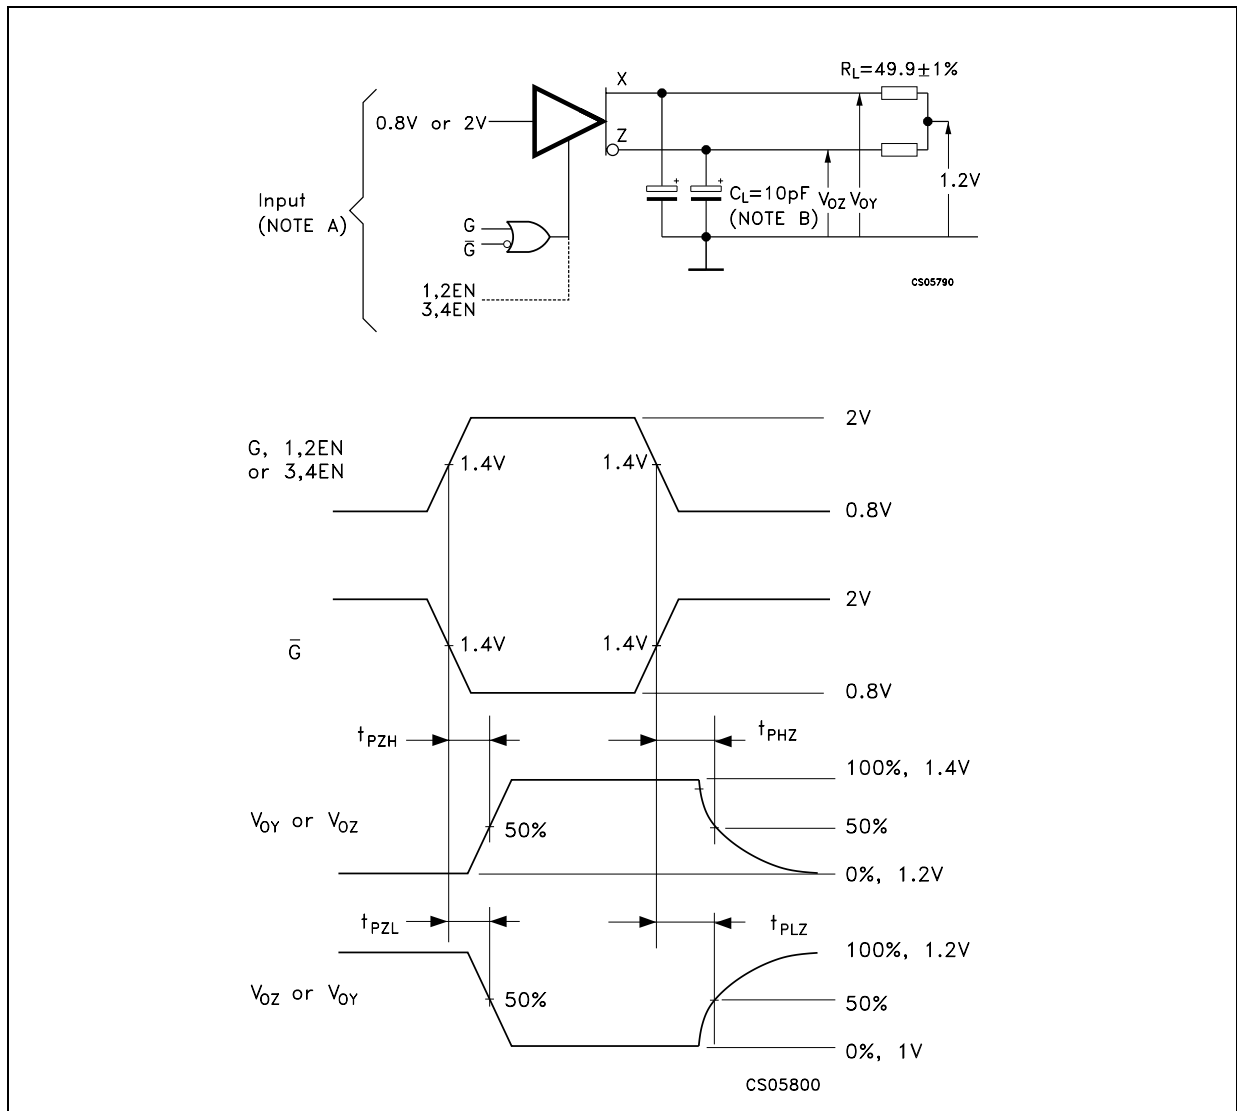 X
R_L=49.9±1%
0.8V or 2V
Z
1.2V
Input
(NOTE A)
C_L=10pF
(NOTE B)
V_OZ V_OY
G
G̅
1,2EN
3,4EN
CS05790
2V
G, 1,2EN
or 3,4EN
1.4V
1.4V
0.8V
2V
G̅
1.4V
1.4V
0.8V
t_PZH
t_PHZ
100%, 1.4V
V_OY or V_OZ
50%
50%
0%, 1.2V
t_PZL
t_PLZ
100%, 1.2V
V_OZ or V_OY
50%
50%
0%, 1V
CS05800